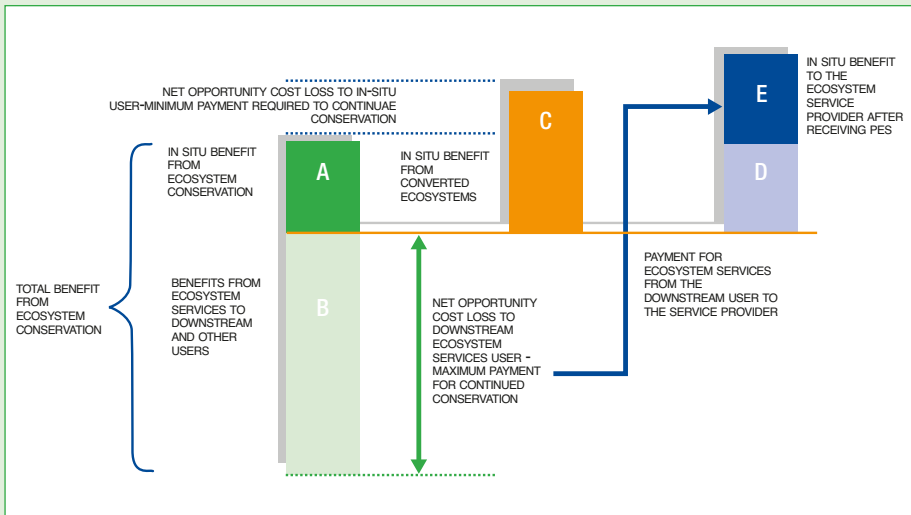 NET OPPORTUNITY COST LOSS TO IN-SITU
USER-MINIMUM PAYMENT REQUIRED TO CONTINUAE
CONSERVATION
IN SITU BENEFIT
FROM
ECOSYSTEM
CONSERVATION
A
IN SITU BENEFIT
FROM
CONVERTED
ECOSYSTEMS
C
E
D
IN SITU BENEFIT
TO THE
ECOSYSTEM
SERVICE
PROVIDER AFTER
RECEIVING PES
TOTAL BENEFIT
FROM
ECOSYSTEM
CONSERVATION
BENEFITS FROM
ECOSYSTEM
SERVICES TO
DOWNSTREAM
AND OTHER
USERS
B
NET OPPORTUNITY
COST LOSS TO
DOWNSTREAM
ECOSYSTEM
SERVICES USER -
MAXIMUM PAYMENT
FOR CONTINUED
CONSERVATION
PAYMENT FOR
ECOSYSTEM SERVICES
FROM THE
DOWNSTREAM USER TO
THE SERVICE PROVIDER